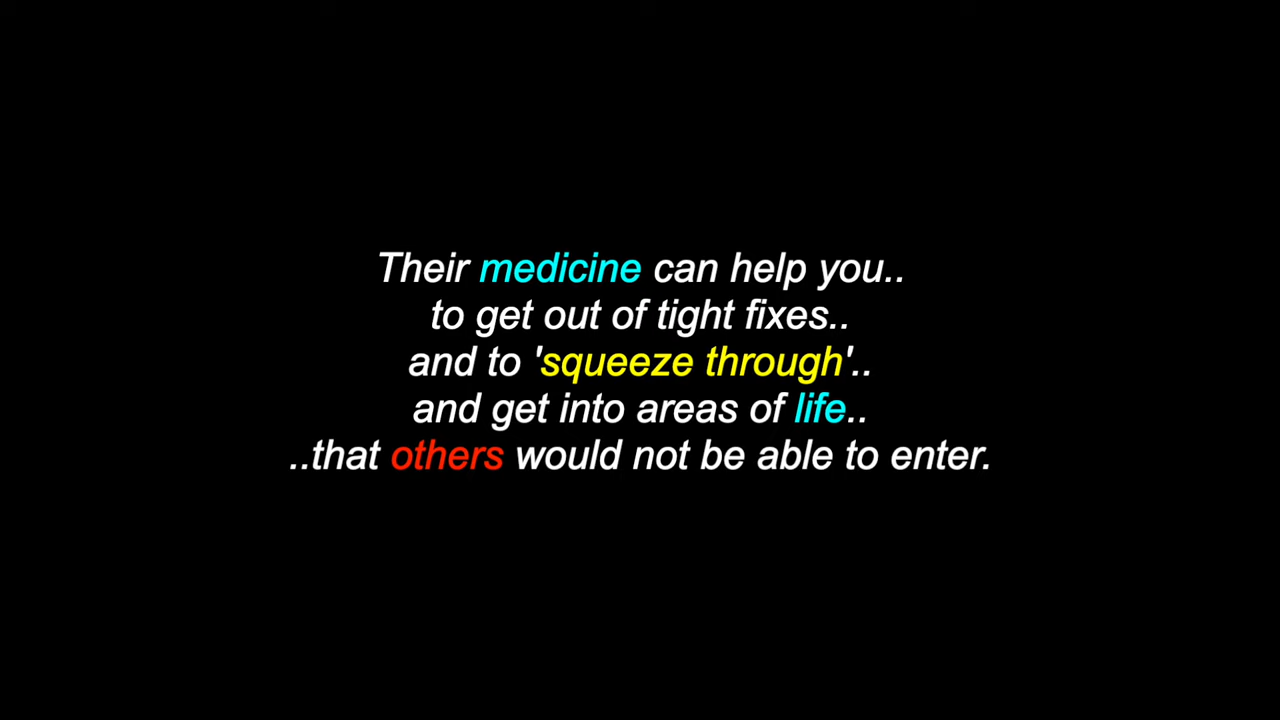 Their medicine can help you..
to get out of tight fixes..
and to 'squeeze through'..
and get into areas of life..
..that others would not be able to enter.